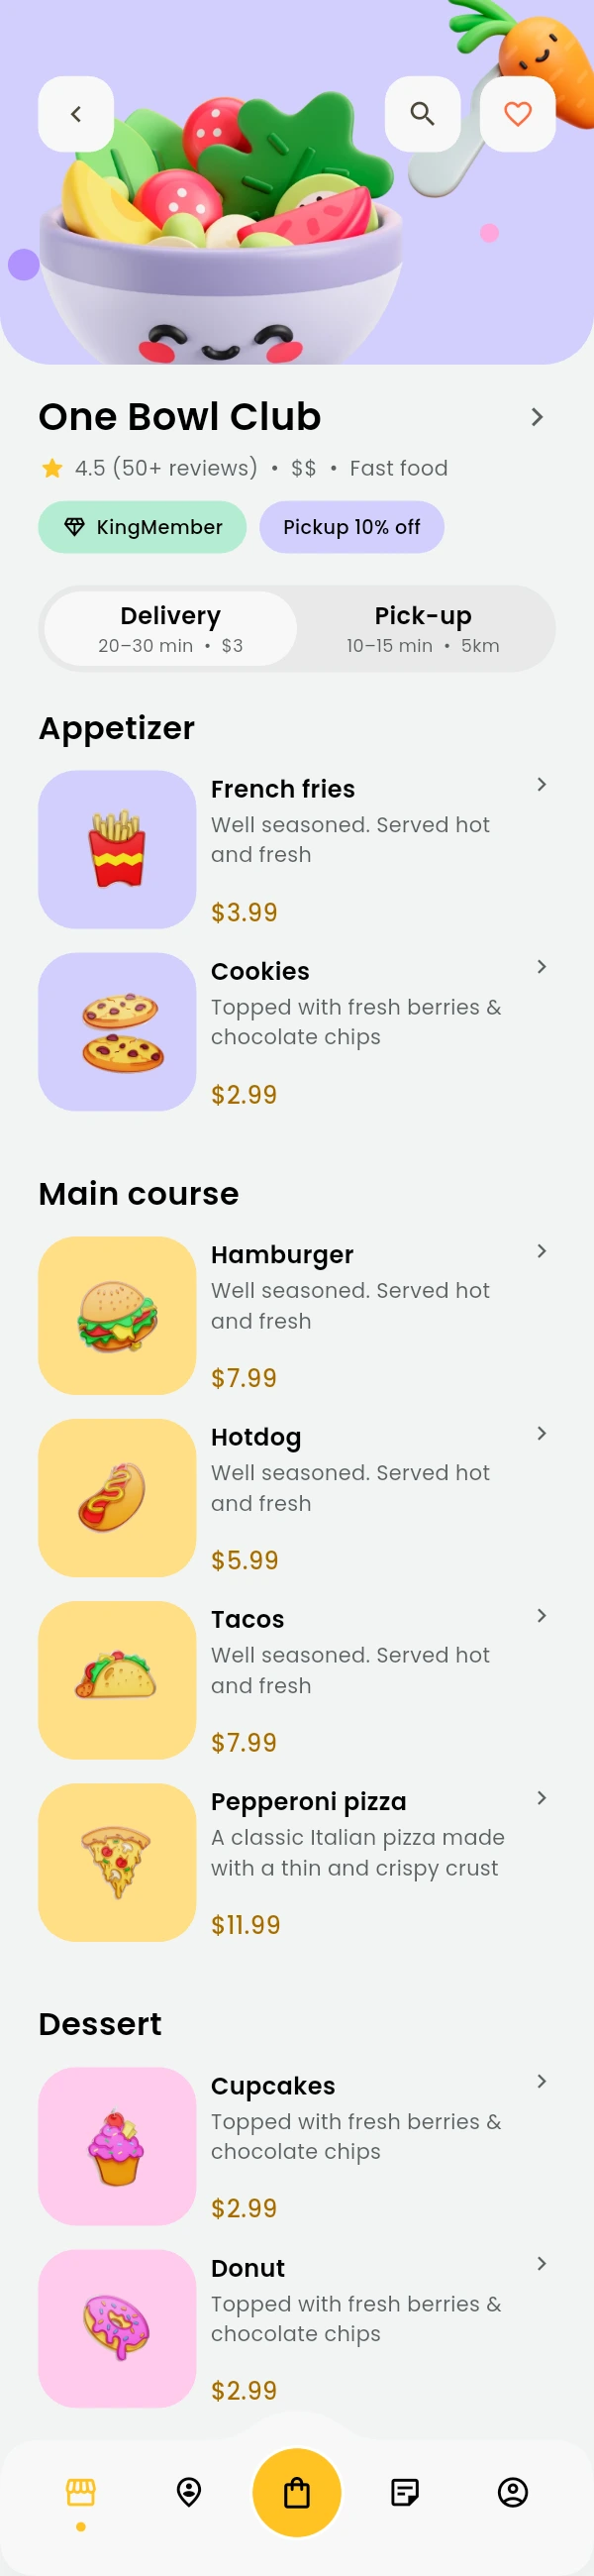 One Bowl Club
4.5 (50+ reviews) • $$ • Fast food
KingMember
Pickup 10% off
Delivery
20–30 min • $3
Pick-up
10–15 min • 5km
Appetizer
French fries
Well seasoned. Served hot
and fresh
$3.99
Cookies
Topped with fresh berries &
chocolate chips
$2.99
Main course
Hamburger
Well seasoned. Served hot
and fresh
$7.99
Hotdog
Well seasoned. Served hot
and fresh
$5.99
Tacos
Well seasoned. Served hot
and fresh
$7.99
Pepperoni pizza
A classic Italian pizza made
with a thin and crispy crust
$11.99
Dessert
Cupcakes
Topped with fresh berries &
chocolate chips
$2.99
Donut
Topped with fresh berries &
chocolate chips
$2.99